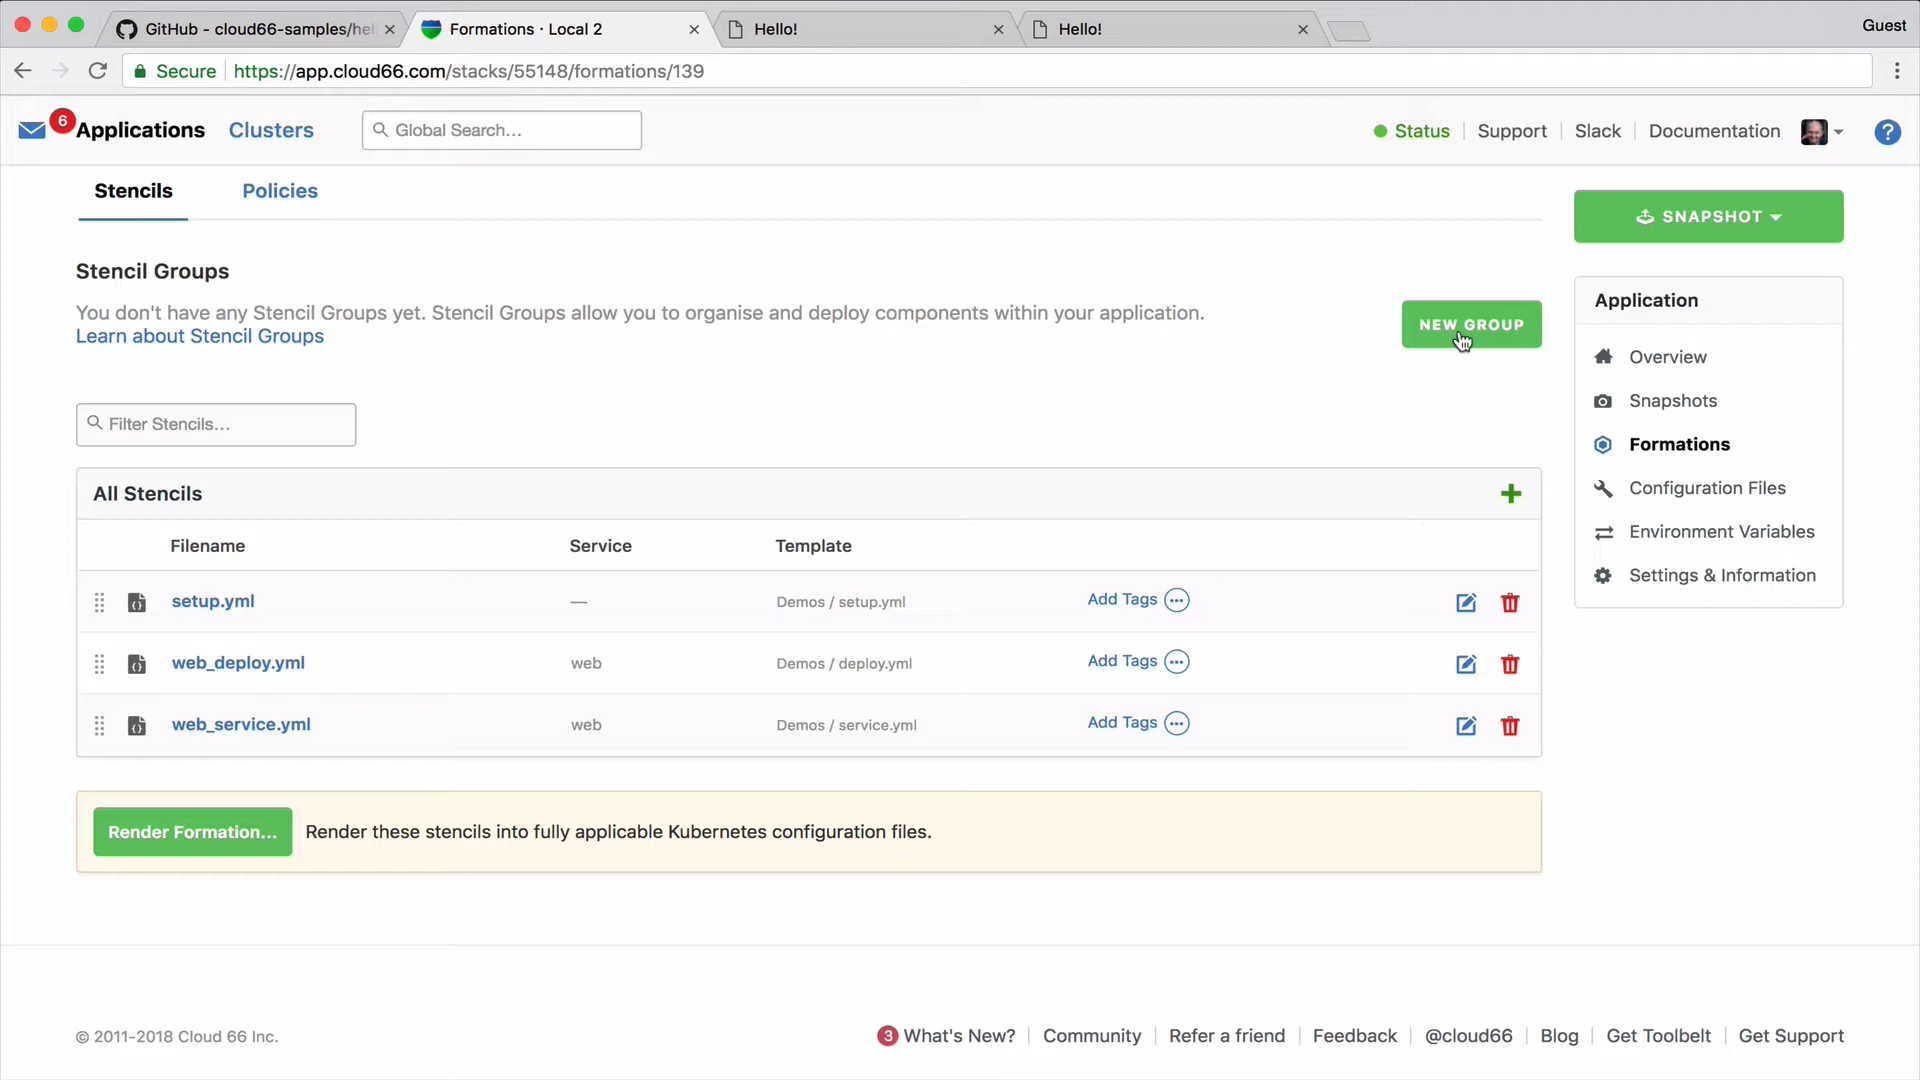 GitHub - cloud66-samples/hel
Formations · Local 2
Hello!
Hello!
Guest
Secure
https://app.cloud66.com/stacks/55148/formations/139
6
Applications
Clusters
Global Search...
Status
Support
Slack
Documentation
?
Stencils
Policies
SNAPSHOT
Stencil Groups
You don't have any Stencil Groups yet. Stencil Groups allow you to organise and deploy components within your application.
Learn about Stencil Groups
NEW GROUP
Application
Overview
Snapshots
Formations
Configuration Files
Environment Variables
Settings & Information
Filter Stencils...
All Stencils
Filename Service Template
setup.yml — Demos / setup.yml Add Tags
web_deploy.yml web Demos / deploy.yml Add Tags
web_service.yml web Demos / service.yml Add Tags
Render Formation... Render these stencils into fully applicable Kubernetes configuration files.
© 2011-2018 Cloud 66 Inc.
3 What's New? Community Refer a friend Feedback @cloud66 Blog Get Toolbelt Get Support